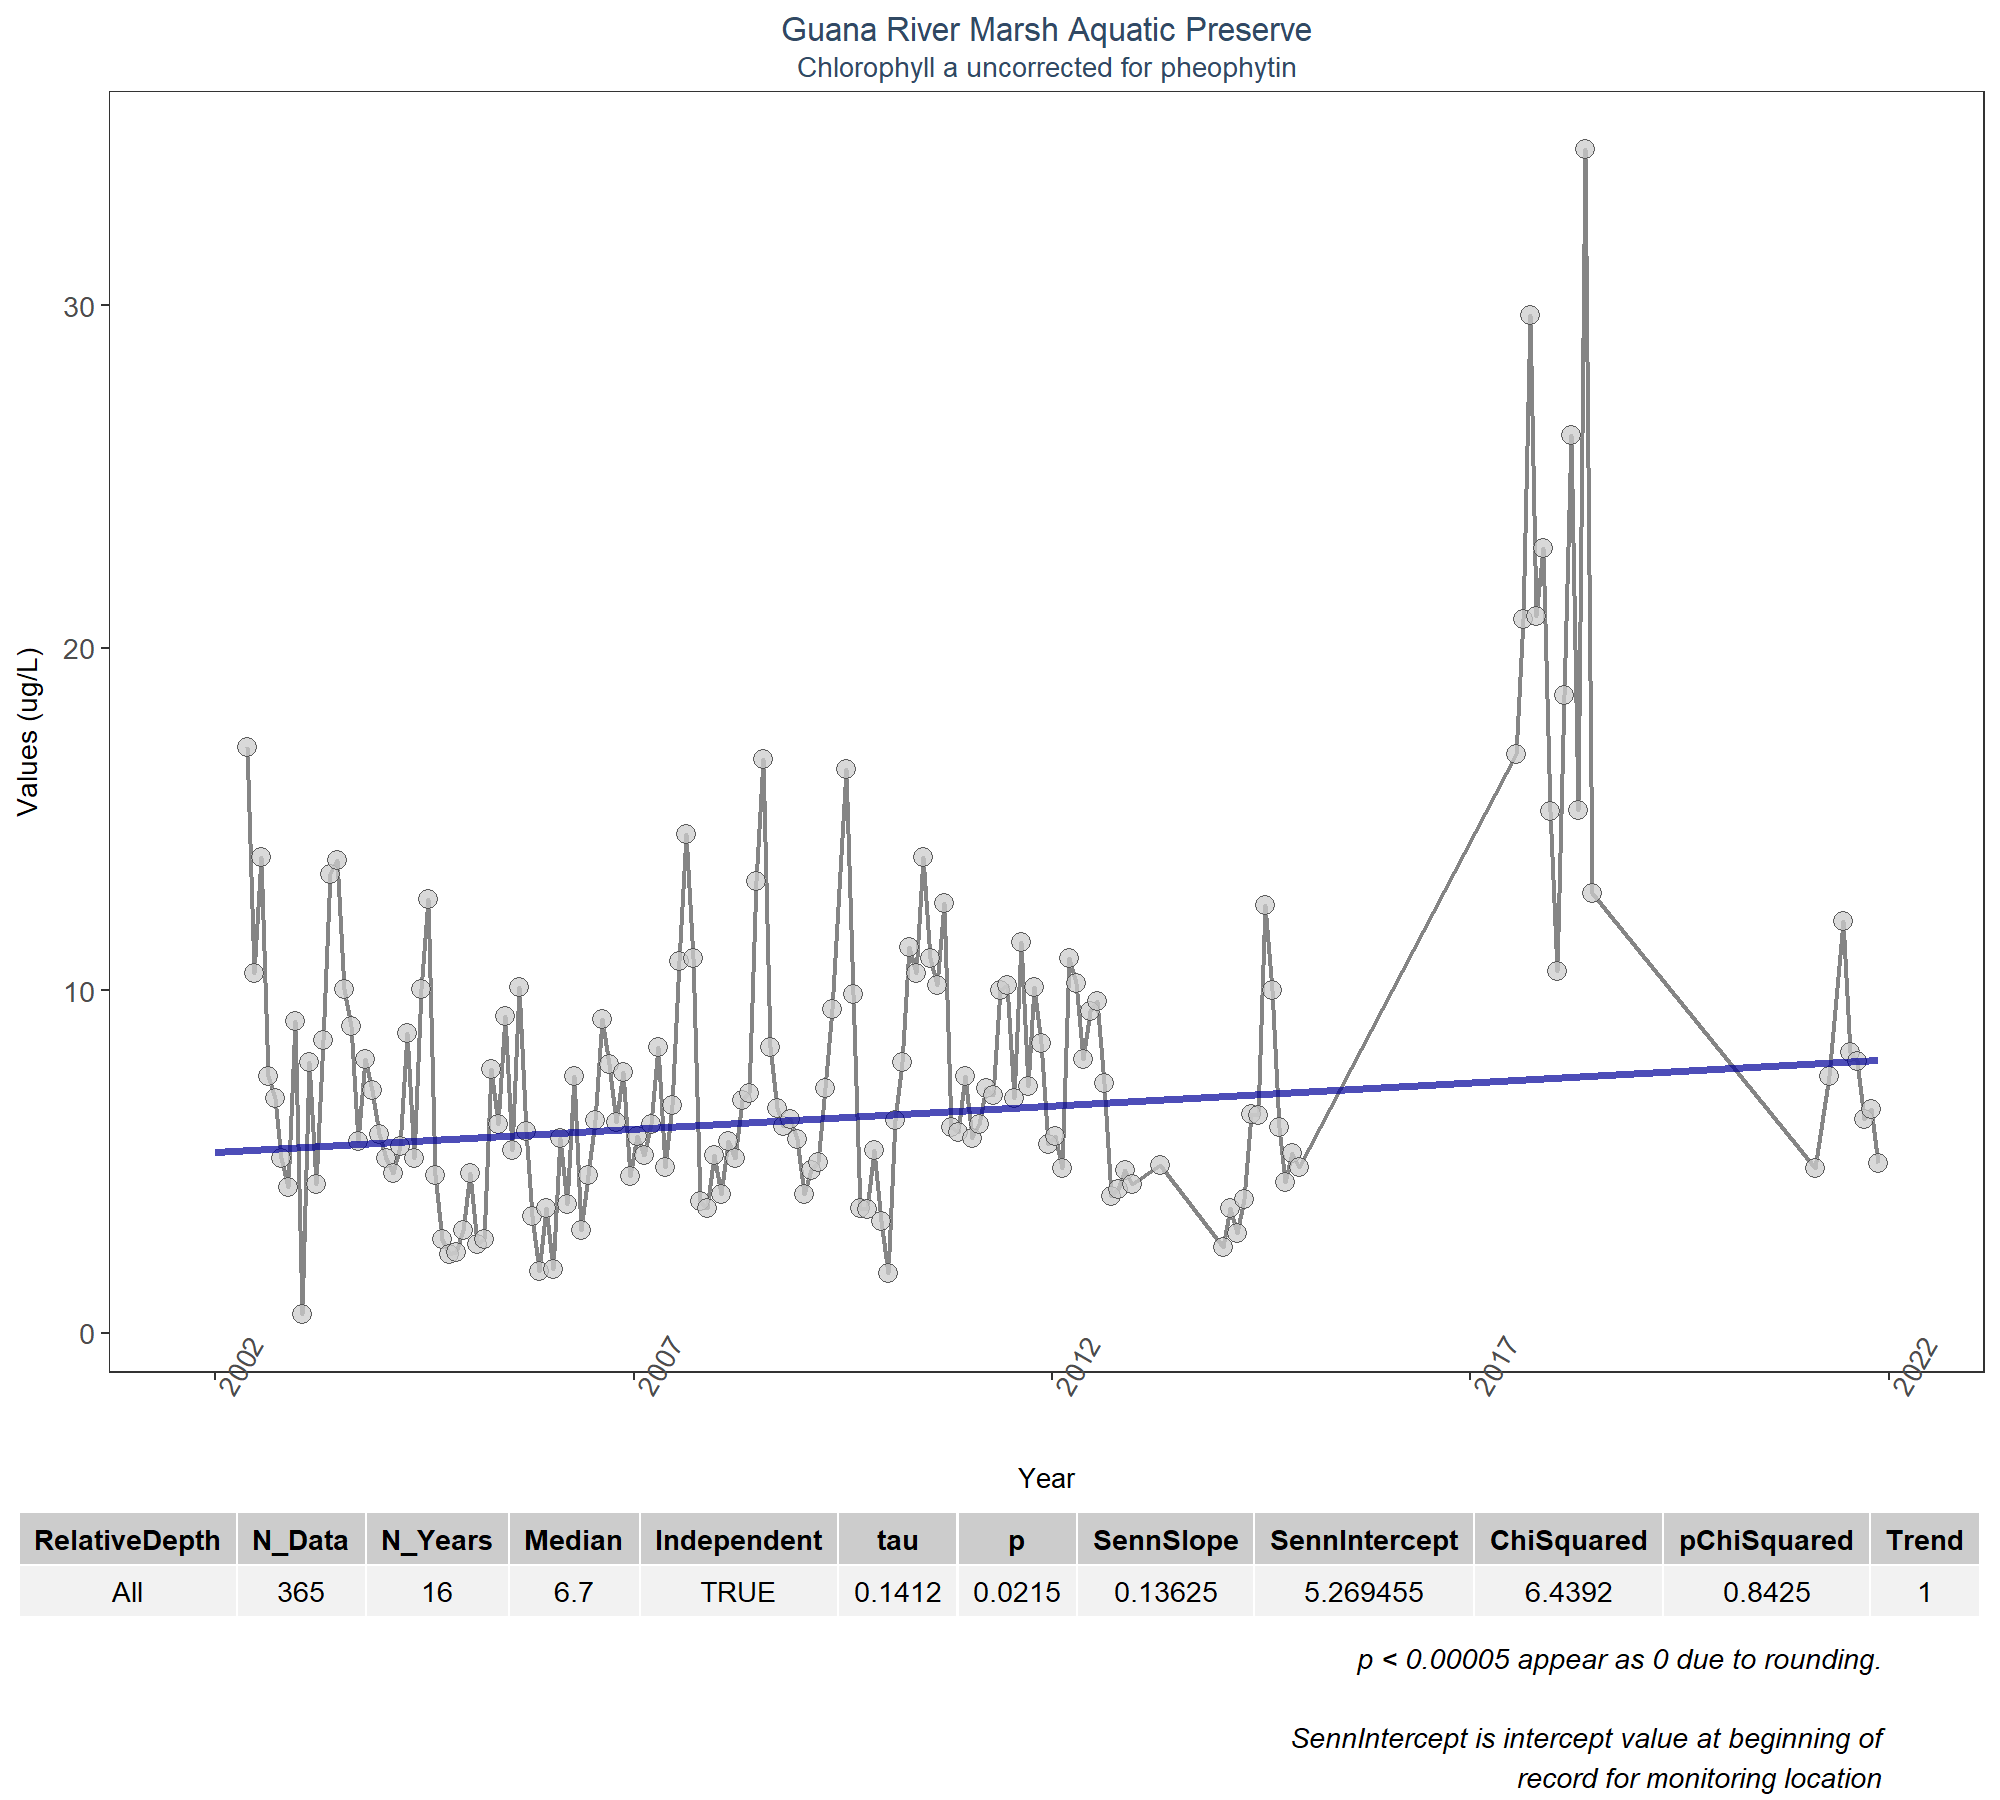 Guana River Marsh Aquatic Preserve
Chlorophyll a uncorrected for pheophytin
Values (ug/L)
30
20
10
0
2002 2007 2012 2017 2022
Year
RelativeDepth N_Data N_Years Median Independent tau p SennSlope SennIntercept ChiSquared pChiSquared Trend
All 365 16 6.7 TRUE 0.1412 0.0215 0.13625 5.269455 6.4392 0.8425 1
p < 0.00005 appear as 0 due to rounding.
SennIntercept is intercept value at beginning of
record for monitoring location